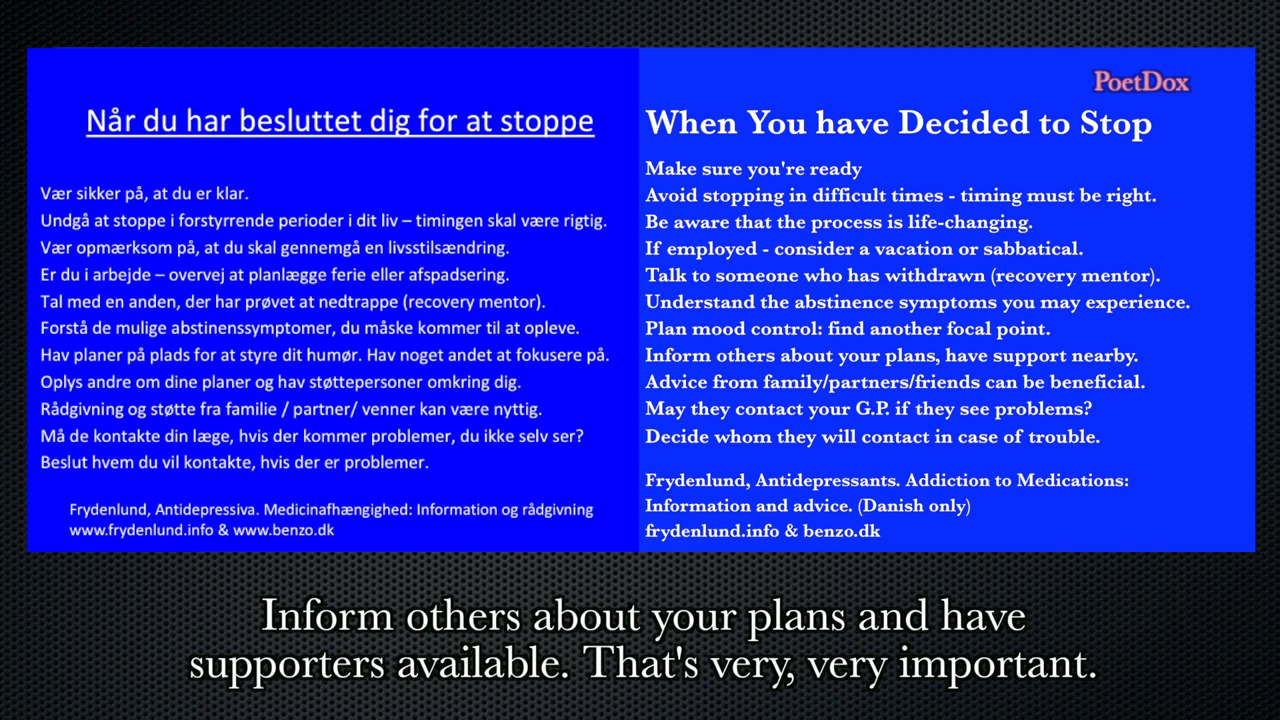 Når du har besluttet dig for at stoppe
Vær sikker på, at du er klar.
Undgå at stoppe i forstyrrende perioder i dit liv – timingen skal være rigtig.
Vær opmærksom på, at du skal gennemgå en livsstilsændring.
Er du i arbejde – overvej at planlægge ferie eller afspadsering.
Tal med en anden, der har prøvet at nedtrappe (recovery mentor).
Forstå de mulige abstinenssymptomer, du måske kommer til at opleve.
Hav planer på plads for at styre dit humør. Hav noget andet at fokusere på.
Oplys andre om dine planer og hav støttepersoner omkring dig.
Rådgivning og støtte fra familie / partner/ venner kan være nyttig.
Må de kontakte din læge, hvis der kommer problemer, du ikke selv ser?
Beslut hvem du vil kontakte, hvis der er problemer.
Frydenlund, Antidepressiva. Medicinafhængighed: Information og rådgivning
www.frydenlund.info & www.benzo.dk
PoetDox
When You have Decided to Stop
Make sure you're ready
Avoid stopping in difficult times - timing must be right.
Be aware that the process is life-changing.
If employed - consider a vacation or sabbatical.
Talk to someone who has withdrawn (recovery mentor).
Understand the abstinence symptoms you may experience.
Plan mood control: find another focal point.
Inform others about your plans, have support nearby.
Advice from family/partners/friends can be beneficial.
May they contact your G.P. if they see problems?
Decide whom they will contact in case of trouble.
Frydenlund, Antidepressants. Addiction to Medications:
Information and advice. (Danish only)
frydenlund.info & benzo.dk
Inform others about your plans and have
supporters available. That's very, very important.